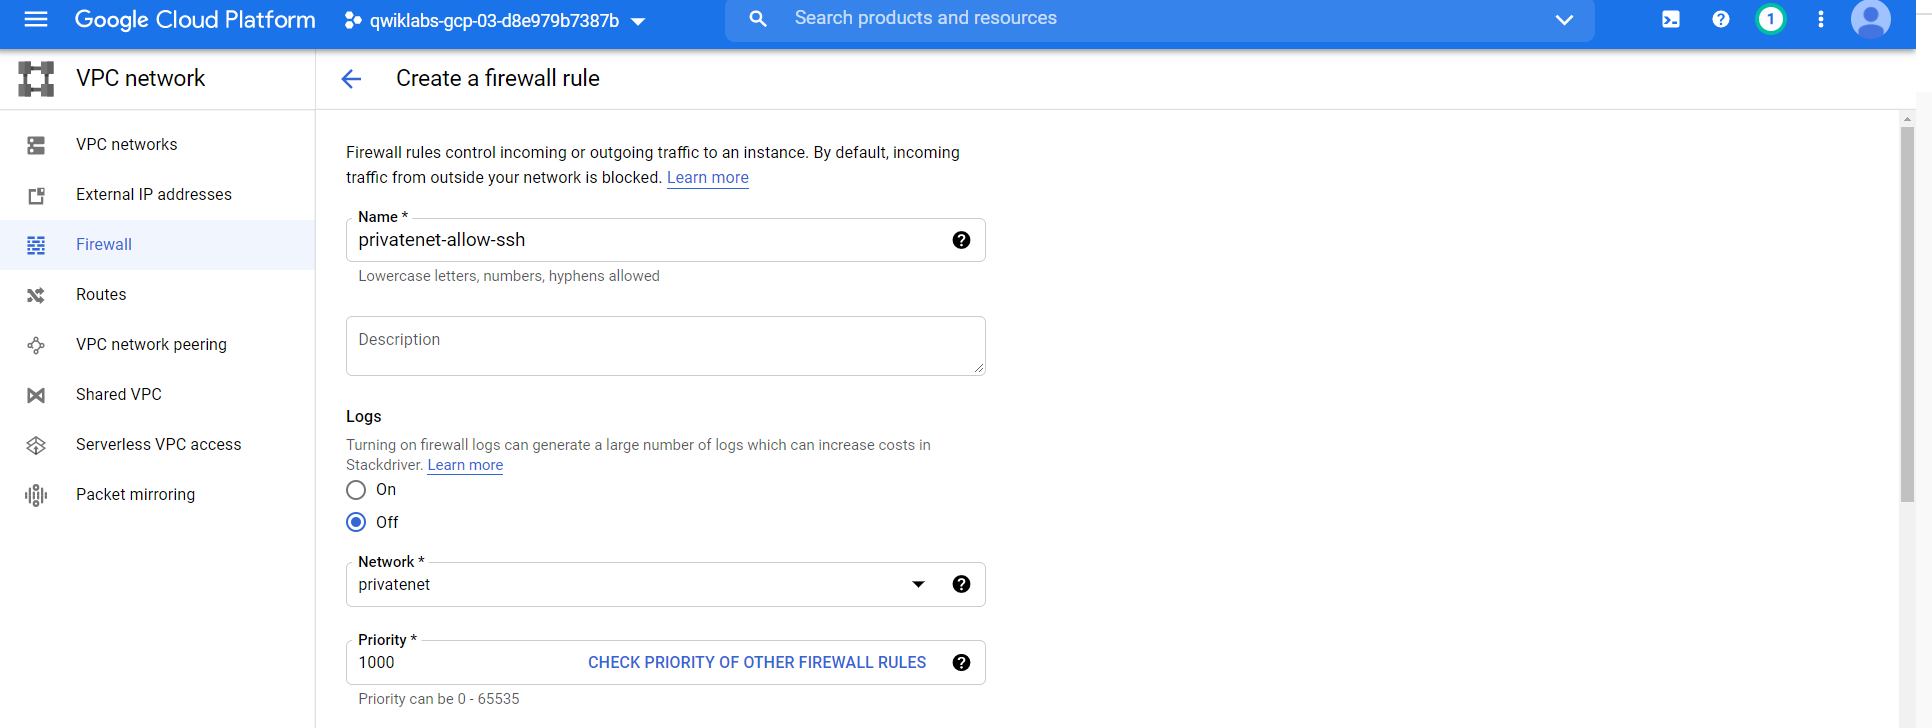 Google Cloud Platform
qwiklabs-gcp-03-d8e979b7387b
Search products and resources
1
VPC network
Create a firewall rule
VPC networks
External IP addresses
Firewall
Routes
VPC network peering
Shared VPC
Serverless VPC access
Packet mirroring
Firewall rules control incoming or outgoing traffic to an instance. By default, incoming
traffic from outside your network is blocked. Learn more
Name *
privatenet-allow-ssh
Lowercase letters, numbers, hyphens allowed
Description
Logs
Turning on firewall logs can generate a large number of logs which can increase costs in
Stackdriver. Learn more
On
Off
Network *
privatenet
Priority *
1000 CHECK PRIORITY OF OTHER FIREWALL RULES
Priority can be 0 - 65535